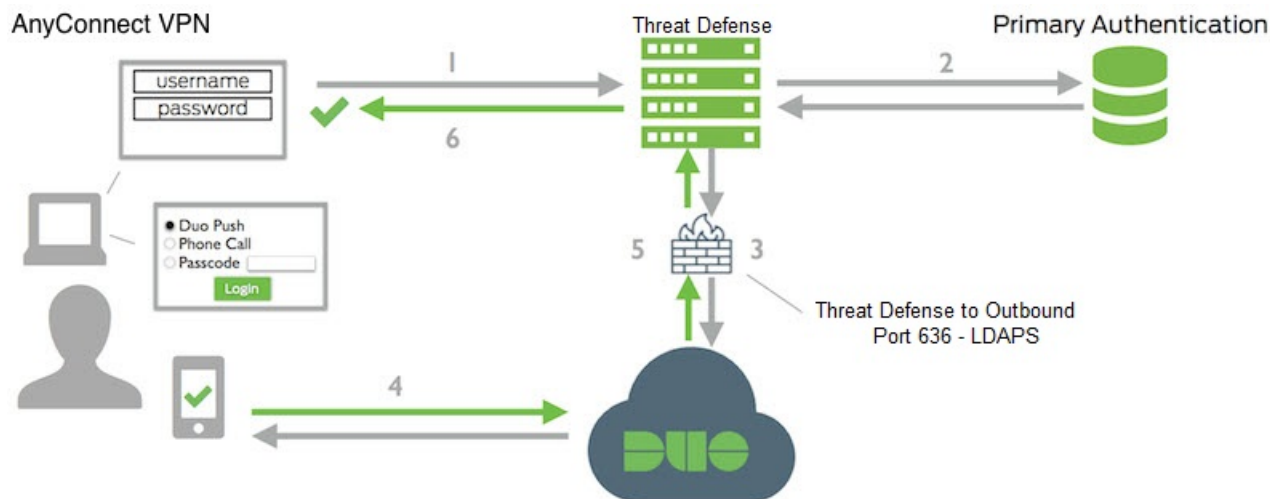 AnyConnect VPN
Threat Defense
Primary Authentication
username
password
1
2
6
Duo Push
Phone Call
Passcode
Login
5
3
Threat Defense to Outbound
Port 636 - LDAPS
4
DUO